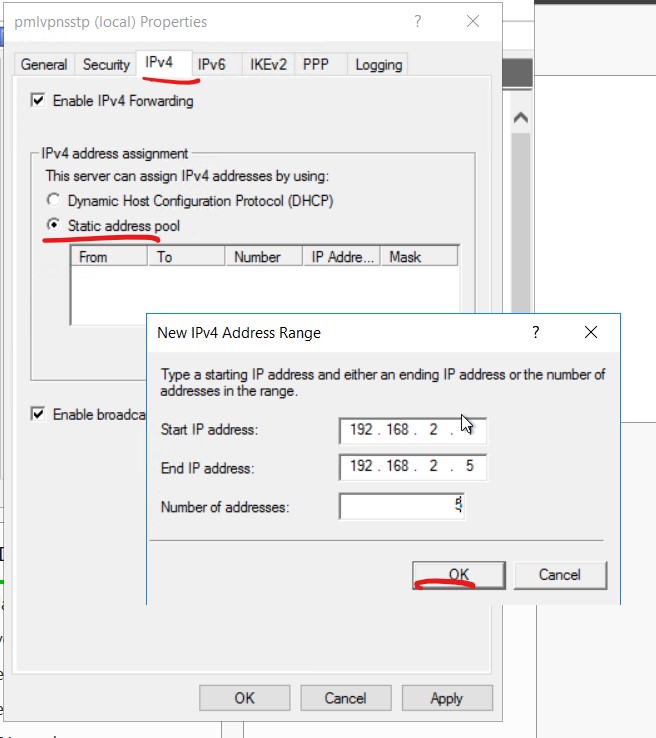 pmlvpnsstp (local) Properties
General Security IPv4 IPv6 IKEv2 PPP Logging
Enable IPv4 Forwarding
IPv4 address assignment
This server can assign IPv4 addresses by using:
Dynamic Host Configuration Protocol (DHCP)
Static address pool
From To Number IP Addre... Mask
New IPv4 Address Range
Type a starting IP address and either an ending IP address or the number of
addresses in the range.
Enable broadca
Start IP address: 192 . 168 . 2 .
End IP address: 192 . 168 . 2 . 5
Number of addresses: 5
OK Cancel
OK Cancel Apply